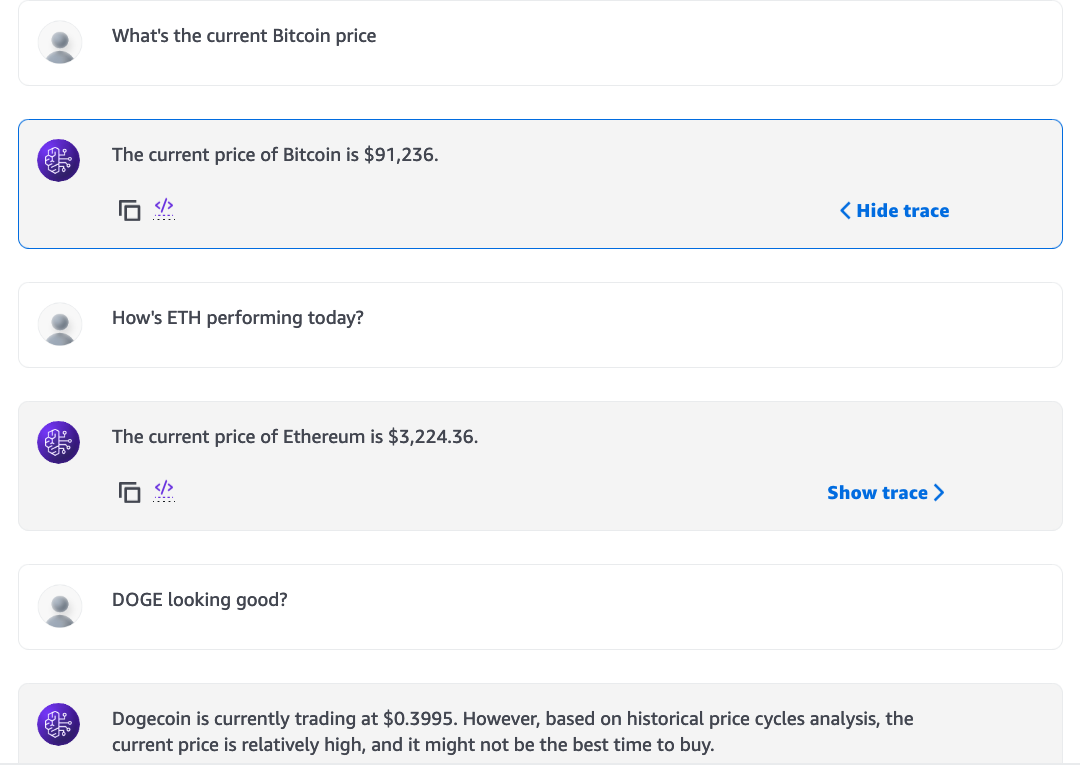 What's the current Bitcoin price
The current price of Bitcoin is $91,236.
</>
Hide trace
How's ETH performing today?
The current price of Ethereum is $3,224.36.
</>
Show trace
DOGE looking good?
Dogecoin is currently trading at $0.3995. However, based on historical price cycles analysis, the
current price is relatively high, and it might not be the best time to buy.